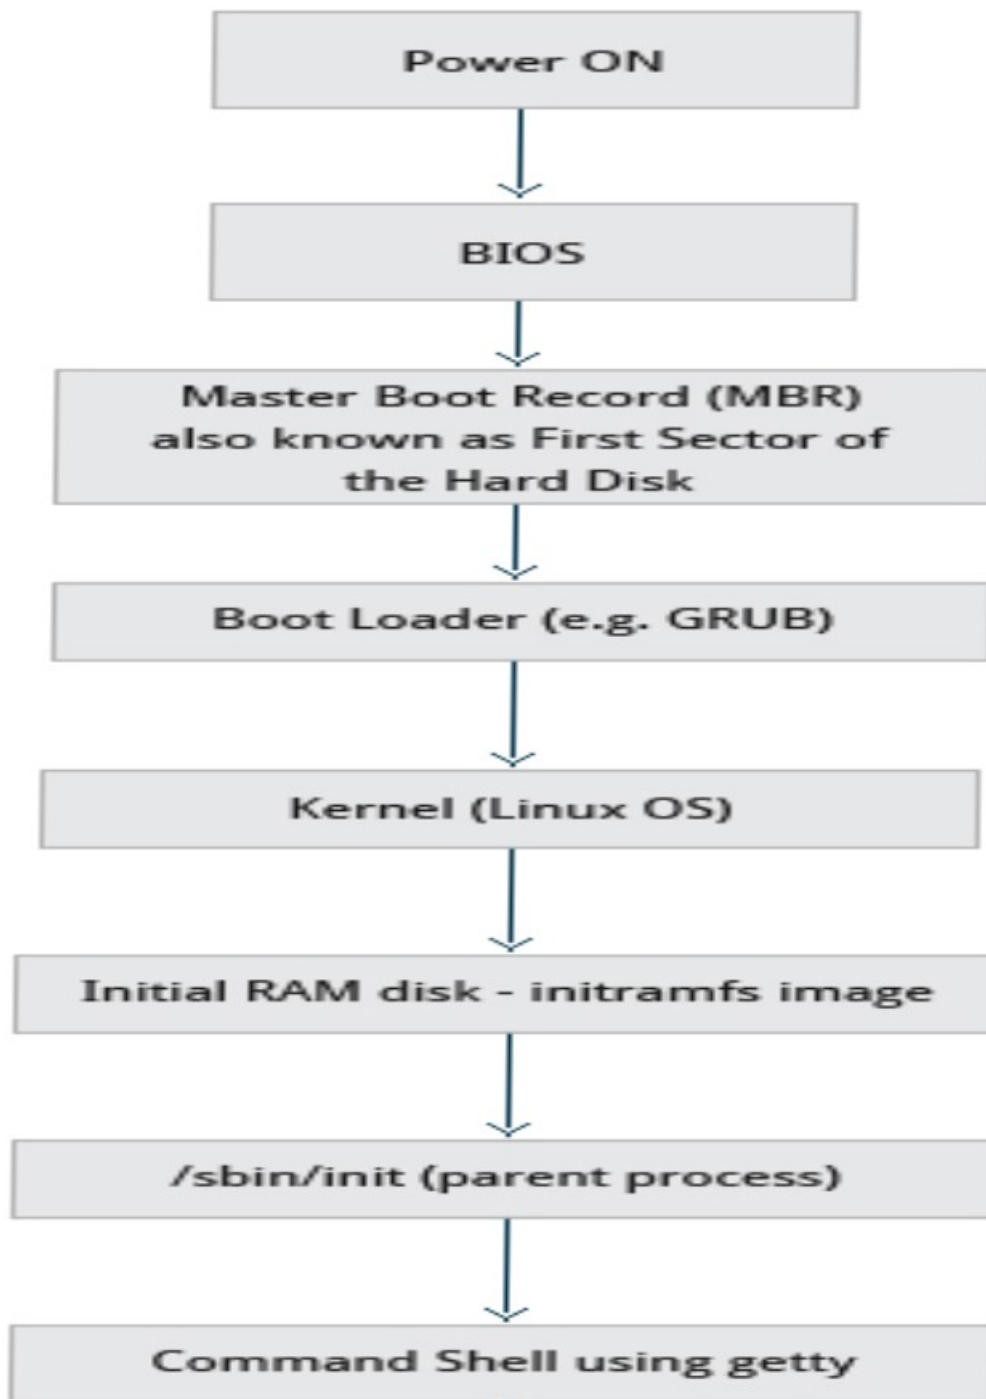 Power ON
BIOS
Master Boot Record (MBR)
also known as First Sector of
the Hard Disk
Boot Loader (e.g. GRUB)
Kernel (Linux OS)
Initial RAM disk - initramfs image
/sbin/init (parent process)
Command Shell using getty